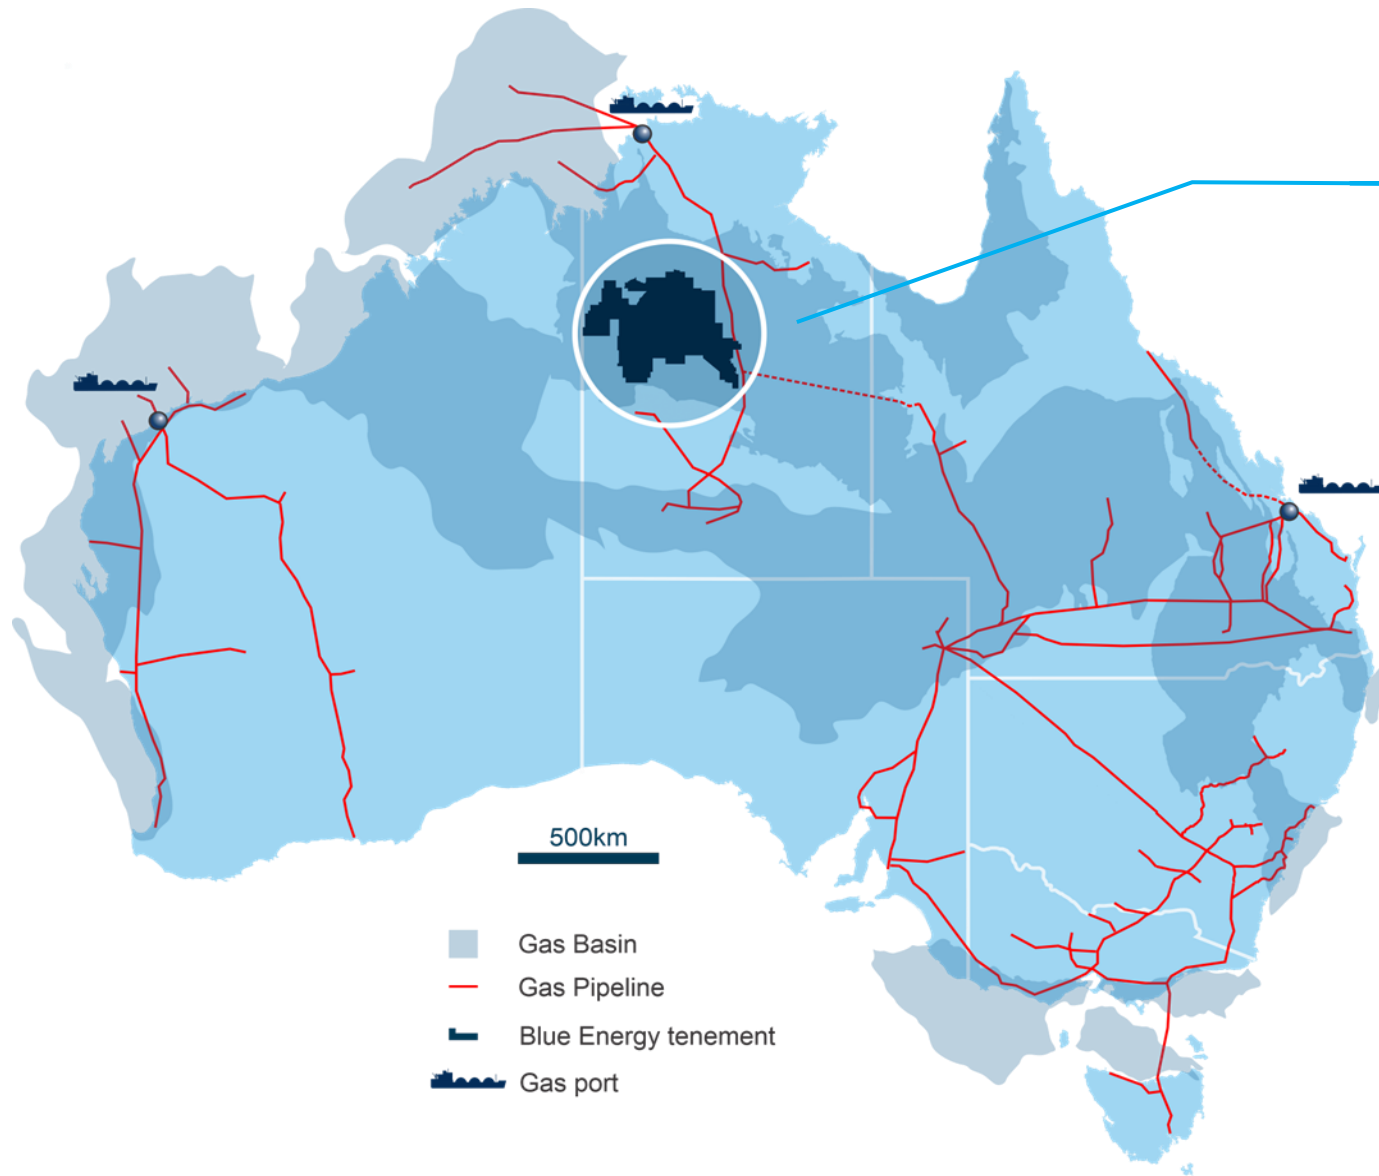 500km
Gas Basin
Gas Pipeline
Blue Energy tenement
Gas port